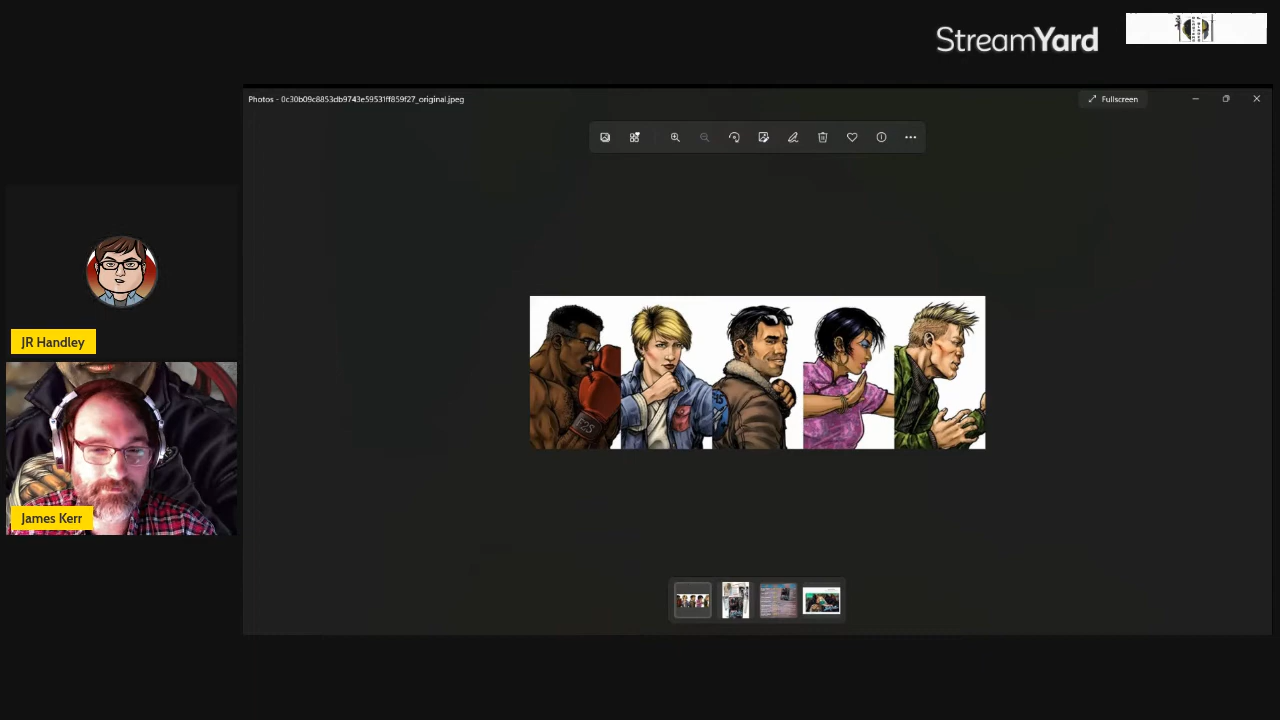 StreamYard
Photos - 0c30b09c8853db9743e59531ff859f27_original.jpeg
Fullscreen
JR Handley
James Kerr